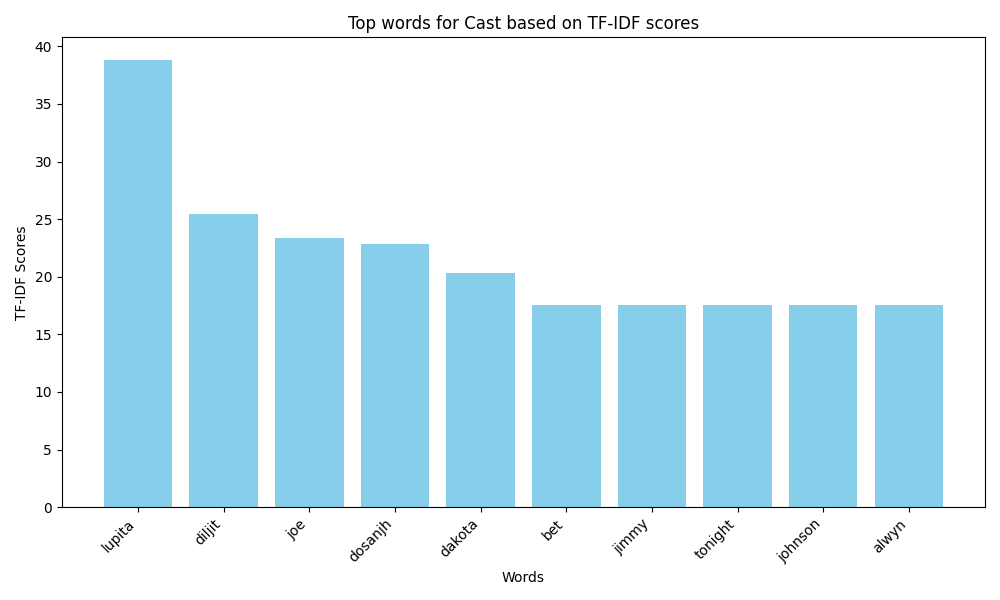 Top words for Cast based on TF-IDF scores
TF-IDF Scores
40
35
30
25
20
15
10
5
0
lupita
diljit
joe
dosanjh
dakota
bet
jimmy
tonight
johnson
alwyn
Words